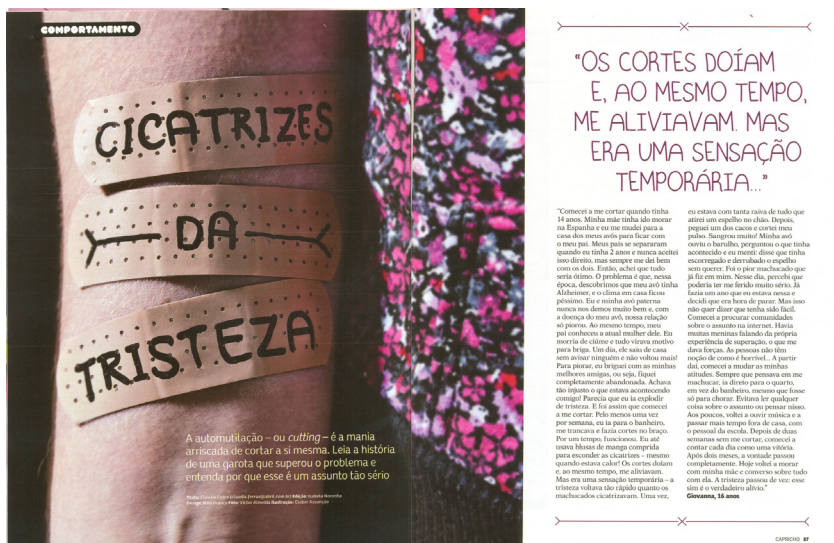 COMPORTAMENTO
CICATRIZES
DA
TRISTEZA
A automutilação – ou cutting – é a mania
arriscada de cortar a si mesma. Leia a história
de uma garota que superou o problema e
entenda por que esse é um assunto tão sério
"OS CORTES DOÍAM
E, AO MESMO TEMPO,
ME ALIVIAVAM. MAS
ERA UMA SENSAÇÃO
TEMPORÁRIA..."
"Comecei a me cortar quando tinha
14 anos. Minha mãe tinha ido morar
na Espanha e eu me mudei para a
casa dos meus avós para ficar com
o meu pai. Meus pais se separaram
quando eu tinha 2 anos e nunca aceitei
isso direito, mas sempre me dei bem
com os dois. Então, achei que tudo
seria ótimo. O problema é que, nessa
época, descobrimos que meu avô tinha
Alzheimer, e o clima em casa ficou
péssimo. Eu e minha avó paterna
nunca nos demos muito bem e, com
a doença do meu avô, nossa relação
só piorou. Ao mesmo tempo, meu
pai conheceu a atual mulher dele. Eu
morria de ciúme e tudo virava motivo
para briga. Um dia, ele saiu de casa
sem avisar ninguém e não voltou mais!
Para piorar, eu briguei com as minhas
melhores amigas, ou seja, fiquei
completamente abandonada. Achava
tão injusto o que estava acontecendo
comigo! Parecia que eu ia explodir
de tristeza. E foi assim que comecei
a me cortar. Pelo menos uma vez
por semana, eu ia para o banheiro,
me trancava e fazia cortes no braço.
Por um tempo, funcionou. Eu até
usava blusas de manga comprida
para esconder as cicatrizes – mesmo
quando estava calor! Os cortes doíam
e, ao mesmo tempo, me aliviavam.
Mas era uma sensação temporária – a
tristeza voltava tão rápido quanto os
machucados cicatrizavam. Uma vez,
eu estava com tanta raiva de tudo que
atirei um espelho no chão. Depois,
peguei um dos cacos e cortei meu
pulso. Sangrou muito! Minha avó
ouviu o barulho, perguntou o que tinha
acontecido e eu menti: disse que tinha
escorregado e derrubado o espelho
sem querer. Foi o pior machucado que
já fiz em mim. Nesse dia, percebi que
poderia ter me ferido muito sério. Já
fazia um ano que eu estava nessa e
decidi que era hora de parar. Mas isso
não quer dizer que tenha sido fácil.
Comecei a procurar comunidades
sobre o assunto na internet. Havia
muitas meninas falando da própria
experiência de superação, o que me
dava forças. As pessoas não têm
noção de como é horrível... A partir
daí, comecei a mudar as minhas
atitudes. Sempre que pensava em me
machucar, ia direto para o quarto,
em vez do banheiro, mesmo que fosse
só para chorar. Evitava ler qualquer
coisa sobre o assunto ou pensar nisso.
Aos poucos, voltei a ouvir música e a
passar mais tempo fora de casa, com
o pessoal da escola. Depois de duas
semanas sem me cortar, comecei a
contar cada dia como uma vitória.
Após dois meses, a vontade passou
completamente. Hoje voltei a morar
com minha mãe e converso sobre tudo
com ela. A tristeza passou de vez: esse
sim é o verdadeiro alívio."
Giovanna, 16 anos
CAPRICHO 87